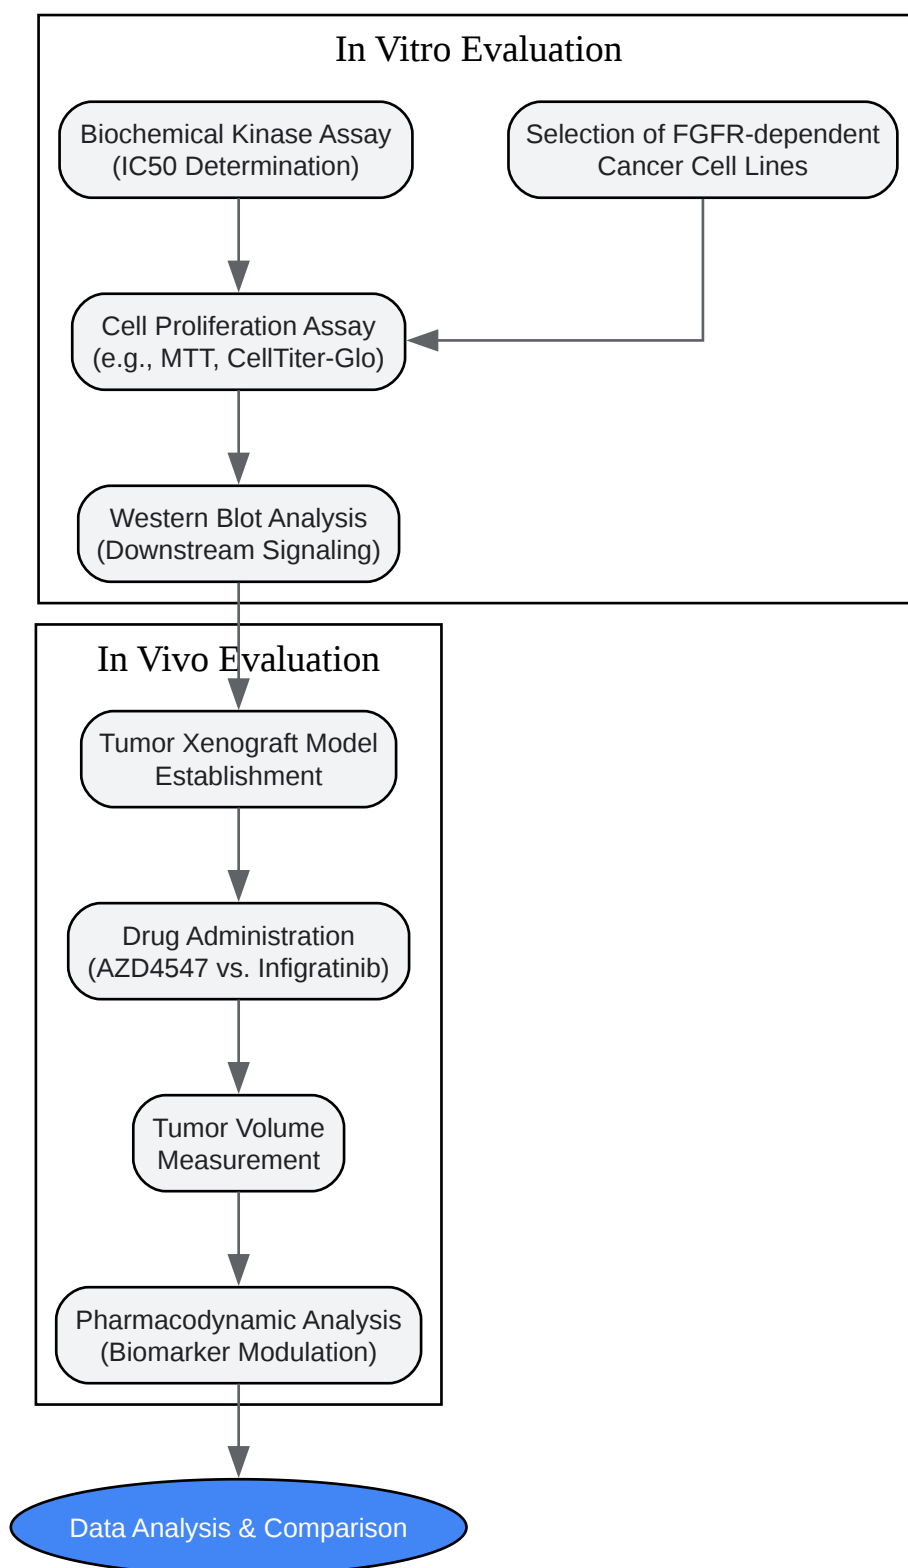 In Vitro Evaluation
Biochemical Kinase Assay
(IC50 Determination)
Selection of FGFR-dependent
Cancer Cell Lines
Cell Proliferation Assay
(e.g., MTT, CellTiter-Glo)
Western Blot Analysis
(Downstream Signaling)
In Vivo Evaluation
Tumor Xenograft Model
Establishment
Drug Administration
(AZD4547 vs. Infigratinib)
Tumor Volume
Measurement
Pharmacodynamic Analysis
(Biomarker Modulation)
Data Analysis & Comparison